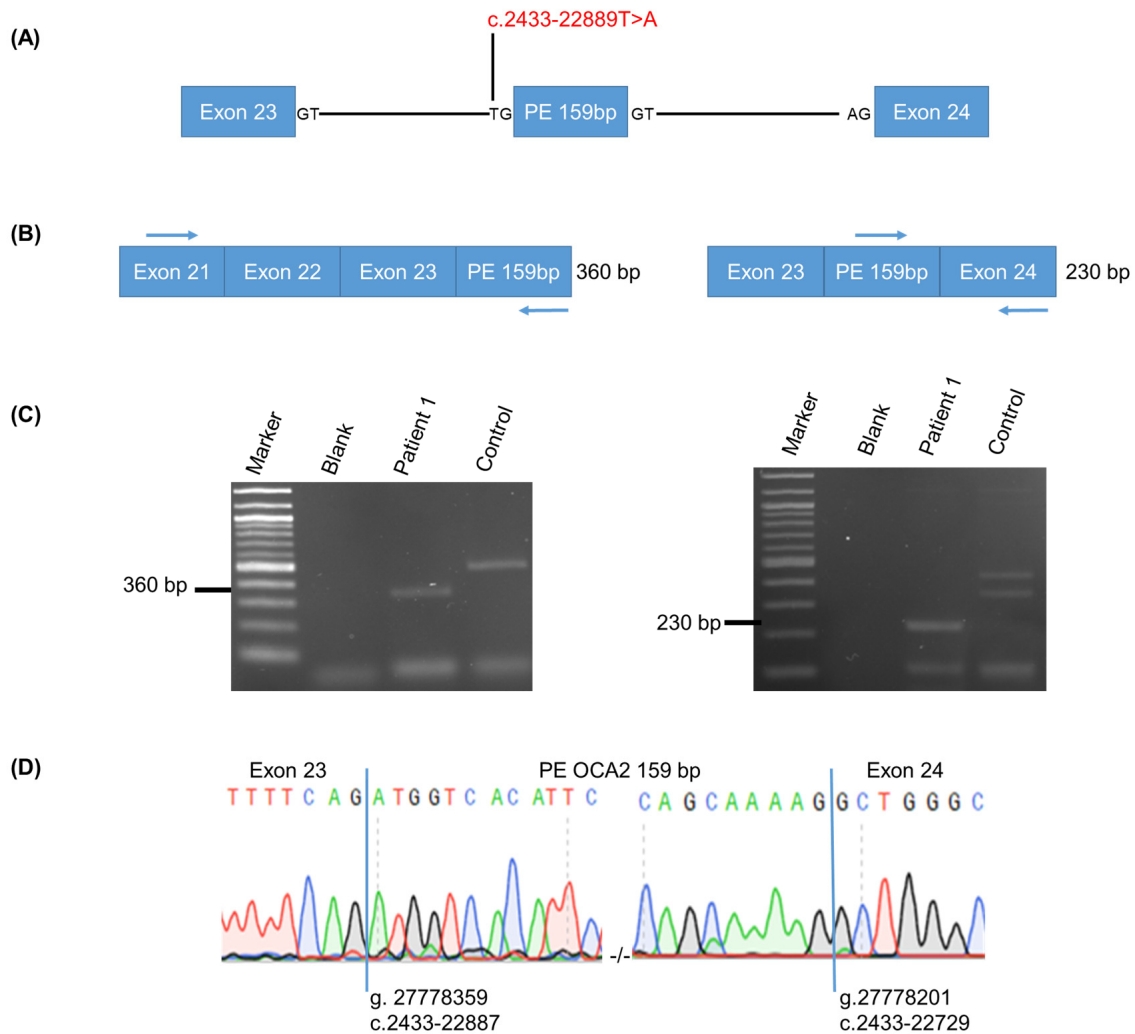 (A)
c.2433-22889T>A
Exon 23 GT TG PE 159bp GT AG Exon 24
(B)
Exon 21 Exon 22 Exon 23 PE 159bp 360 bp
Exon 23 PE 159bp Exon 24 230 bp
(C)
Marker Blank Patient 1 Control
360 bp
Marker Blank Patient 1 Control
230 bp
(D)
Exon 23 PE OCA2 159 bp Exon 24
T T T T C A G A T G G T C A C A T T C
C A G C A A A A G G C T G G G C
-/-
g. 27778359
c.2433-22887
g.27778201
c.2433-22729